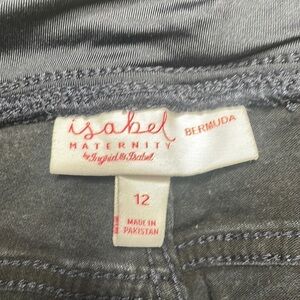 isabel
MATERNITY
by Ingrid & Isabel
BERMUDA
12
MADE IN
PAKISTAN